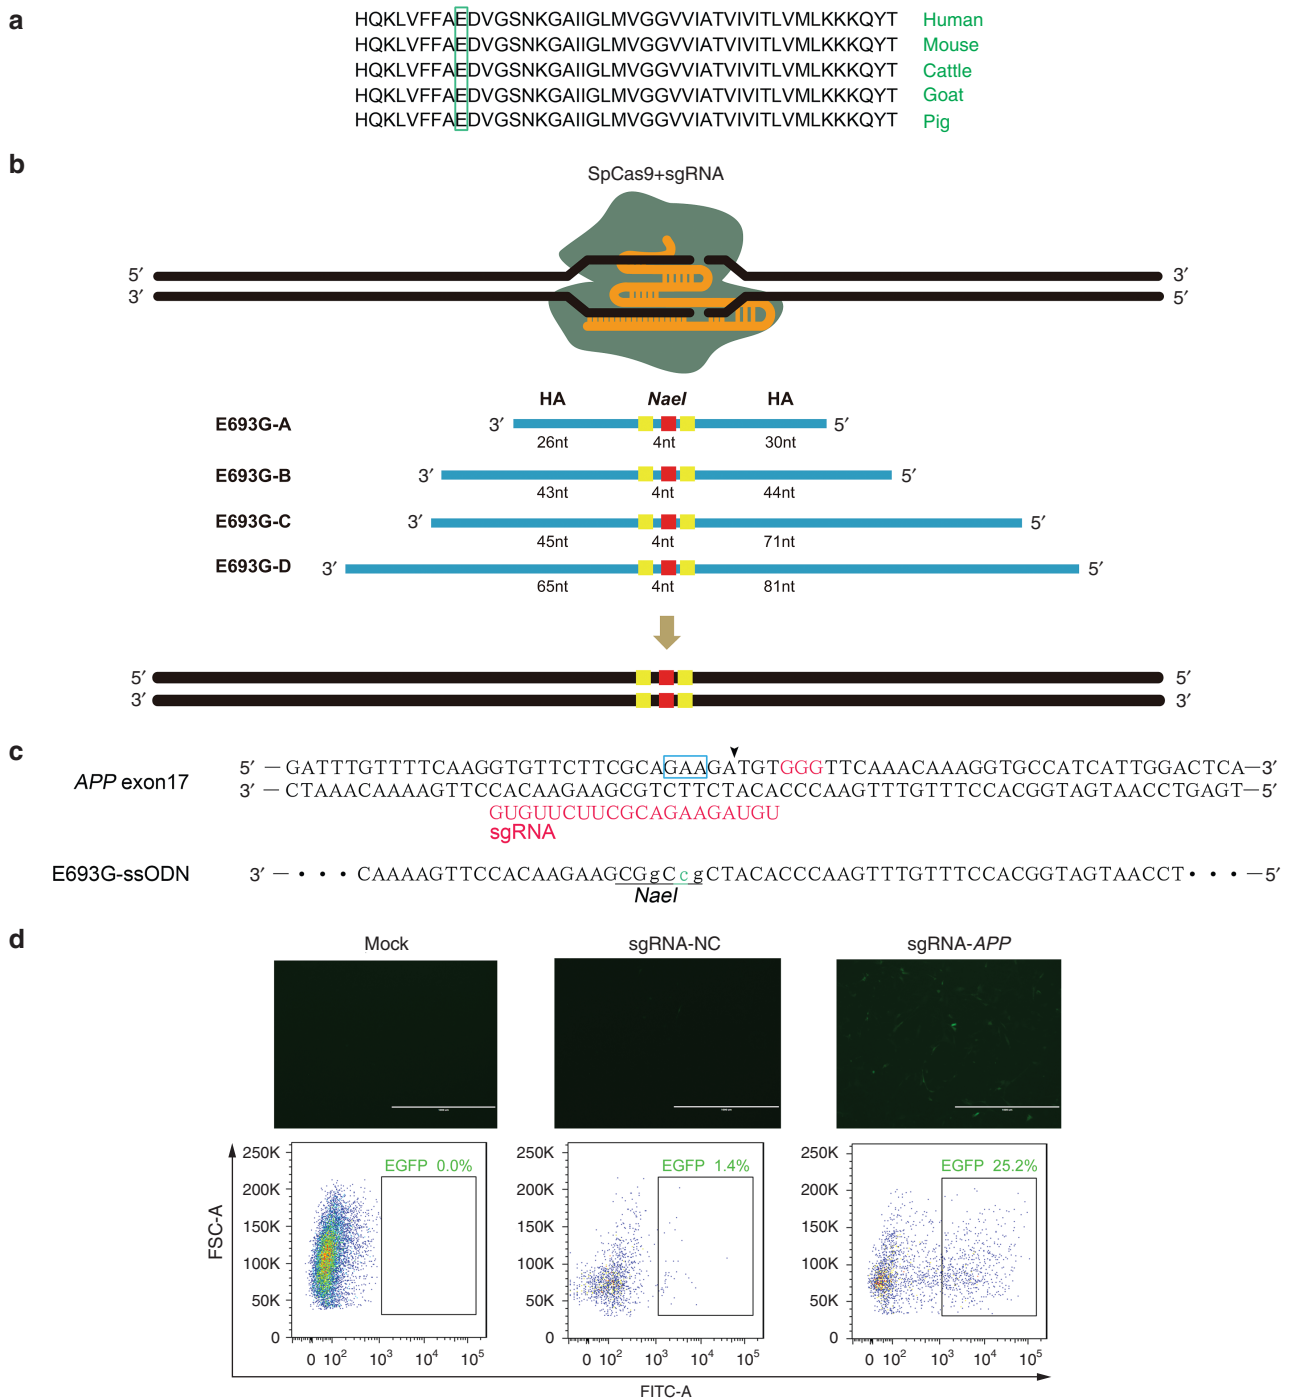 a
HQKLVFFAEDVGSNKGAIIGLMVGGVVIATVIVITLVMLKKKQYT Human
HQKLVFFAEDVGSNKGAIIGLMVGGVVIATVIVITLVMLKKKQYT Mouse
HQKLVFFAEDVGSNKGAIIGLMVGGVVIATVIVITLVMLKKKQYT Cattle
HQKLVFFAEDVGSNKGAIIGLMVGGVVIATVIVITLVMLKKKQYT Goat
HQKLVFFAEDVGSNKGAIIGLMVGGVVIATVIVITLVMLKKKQYT Pig
b
SpCas9+sgRNA
5′ 3′
3′ 5′
HA NaeI HA
E693G-A 3′ 5′
26nt 4nt 30nt
E693G-B 3′ 5′
43nt 4nt 44nt
E693G-C 3′ 5′
45nt 4nt 71nt
E693G-D 3′ 5′
65nt 4nt 81nt
5′ 5′
3′ 3′
c
APP exon17
5′ — GATTTGTTTTCAAGGTGTTCTTCGCAGAAGATGTGGGTTCAAACAAAGGTGCCATCATTGGACTCA—3′
3′ — CTAAACAAAAGTTCCACAAGAAGCGTCTTCTACACCCAAGTTTGTTTCCACGGTAGTAACCTGAGT—5′
GUGUUCUUCGCAGAAGAUGU
sgRNA
E693G-ssODN 3′ — • • • CAAAAGTTCCACAAGAAGCGgCcgCTACACCCAAGTTTGTTTCCACGGTAGTAACCT • • • —5′
NaeI
d
Mock sgRNA-NC sgRNA-APP
250K 250K 250K
EGFP 0.0% EGFP 1.4% EGFP 25.2%
200K 200K 200K
150K 150K 150K
FSC-A
100K 100K 100K
50K 50K 50K
0 0 0
0 10² 10³ 10⁴ 10⁵ 0 10² 10³ 10⁴ 10⁵ 0 10² 10³ 10⁴ 10⁵
FITC-A